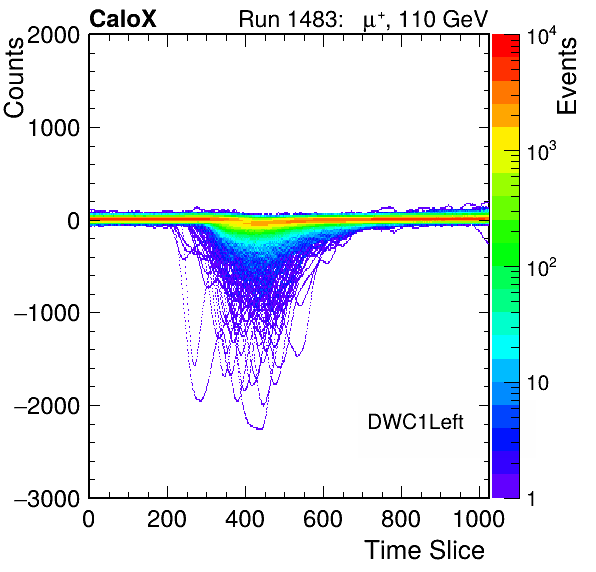 CaloX Run 1483: μ⁺, 110 GeV
Counts
Events
2000
1000
0
−1000
−2000
−3000
0 200 400 600 800 1000
Time Slice
DWC1Left
10⁴
10³
10²
10
1